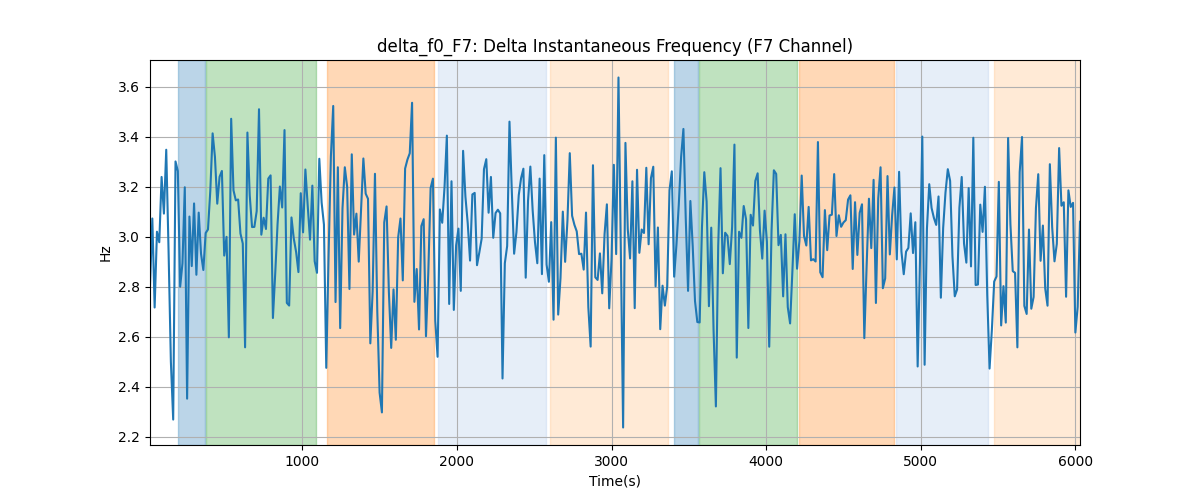 delta_f0_F7: Delta Instantaneous Frequency (F7 Channel)
Hz
3.6
3.4
3.2
3.0
2.8
2.6
2.4
2.2
1000 2000 3000 4000 5000 6000
Time(s)